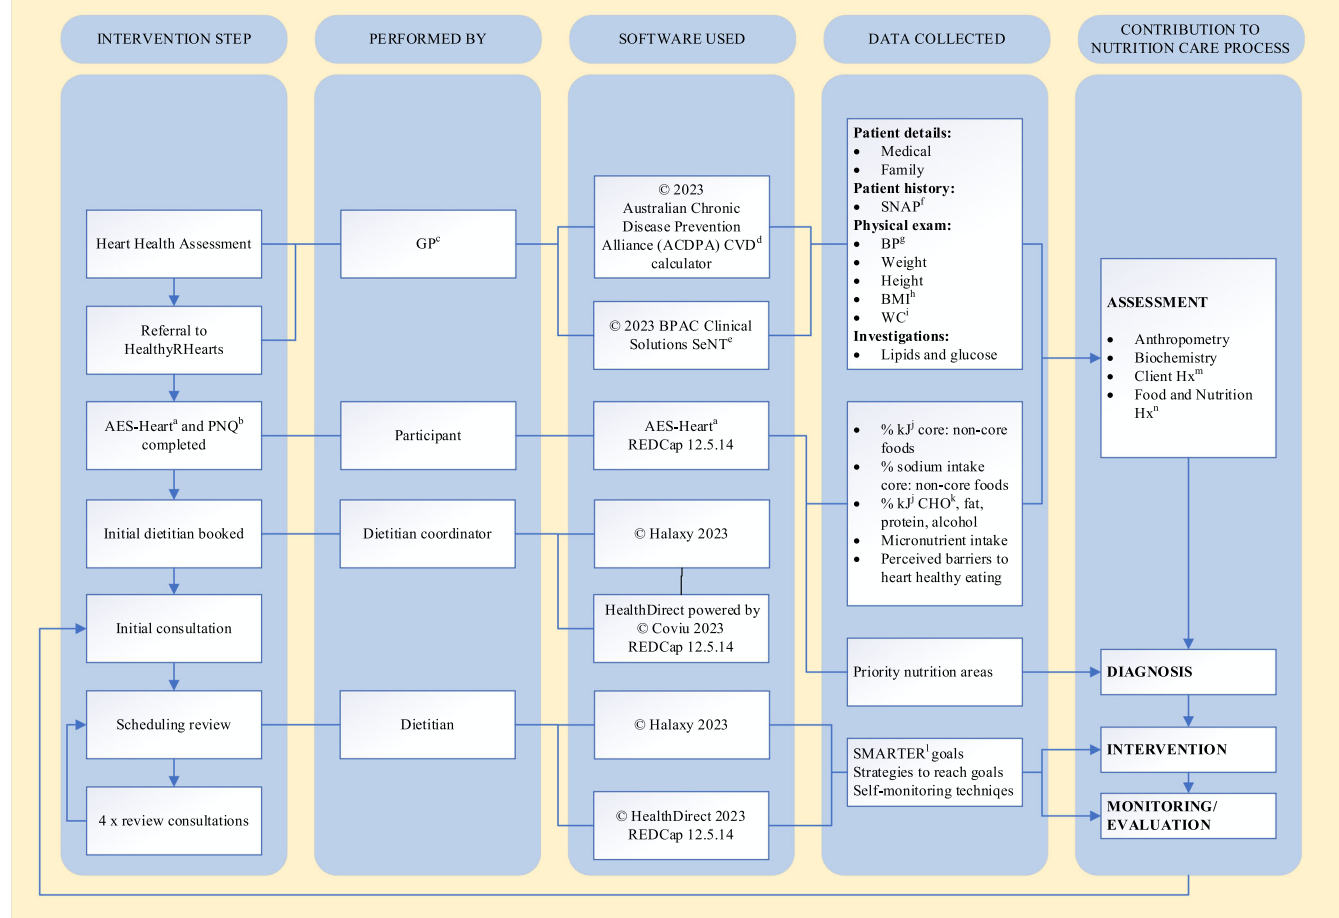 INTERVENTION STEP
PERFORMED BY
SOFTWARE USED
DATA COLLECTED
CONTRIBUTION TO
NUTRITION CARE PROCESS
Heart Health Assessment
Referral to
HealthyRHearts
AES-Heartᵃ and PNQᵇ
completed
Initial dietitian booked
Initial consultation
Scheduling review
4 x review consultations
GPᶜ
Participant
Dietitian coordinator
Dietitian
© 2023
Australian Chronic
Disease Prevention
Alliance (ACDPA) CVDᵈ
calculator
© 2023 BPAC Clinical
Solutions SeNTᵉ
AES-Heartᵃ
REDCap 12.5.14
© Halaxy 2023
HealthDirect powered by
© Coviu 2023
REDCap 12.5.14
© Halaxy 2023
© HealthDirect 2023
REDCap 12.5.14
Patient details:
• Medical
• Family
Patient history:
• SNAPᶠ
Physical exam:
• BPᵍ
• Weight
• Height
• BMIʰ
• WCⁱ
Investigations:
• Lipids and glucose
• % kJʲ core: non-core
foods
• % sodium intake
core: non-core foods
• % kJʲ CHOᵏ, fat,
protein, alcohol
• Micronutrient intake
• Perceived barriers to
heart healthy eating
Priority nutrition areas
SMARTERˡ goals
Strategies to reach goals
Self-monitoring techniqes
ASSESSMENT
• Anthropometry
• Biochemistry
• Client Hxᵐ
• Food and Nutrition
Hxⁿ
DIAGNOSIS
INTERVENTION
MONITORING/
EVALUATION